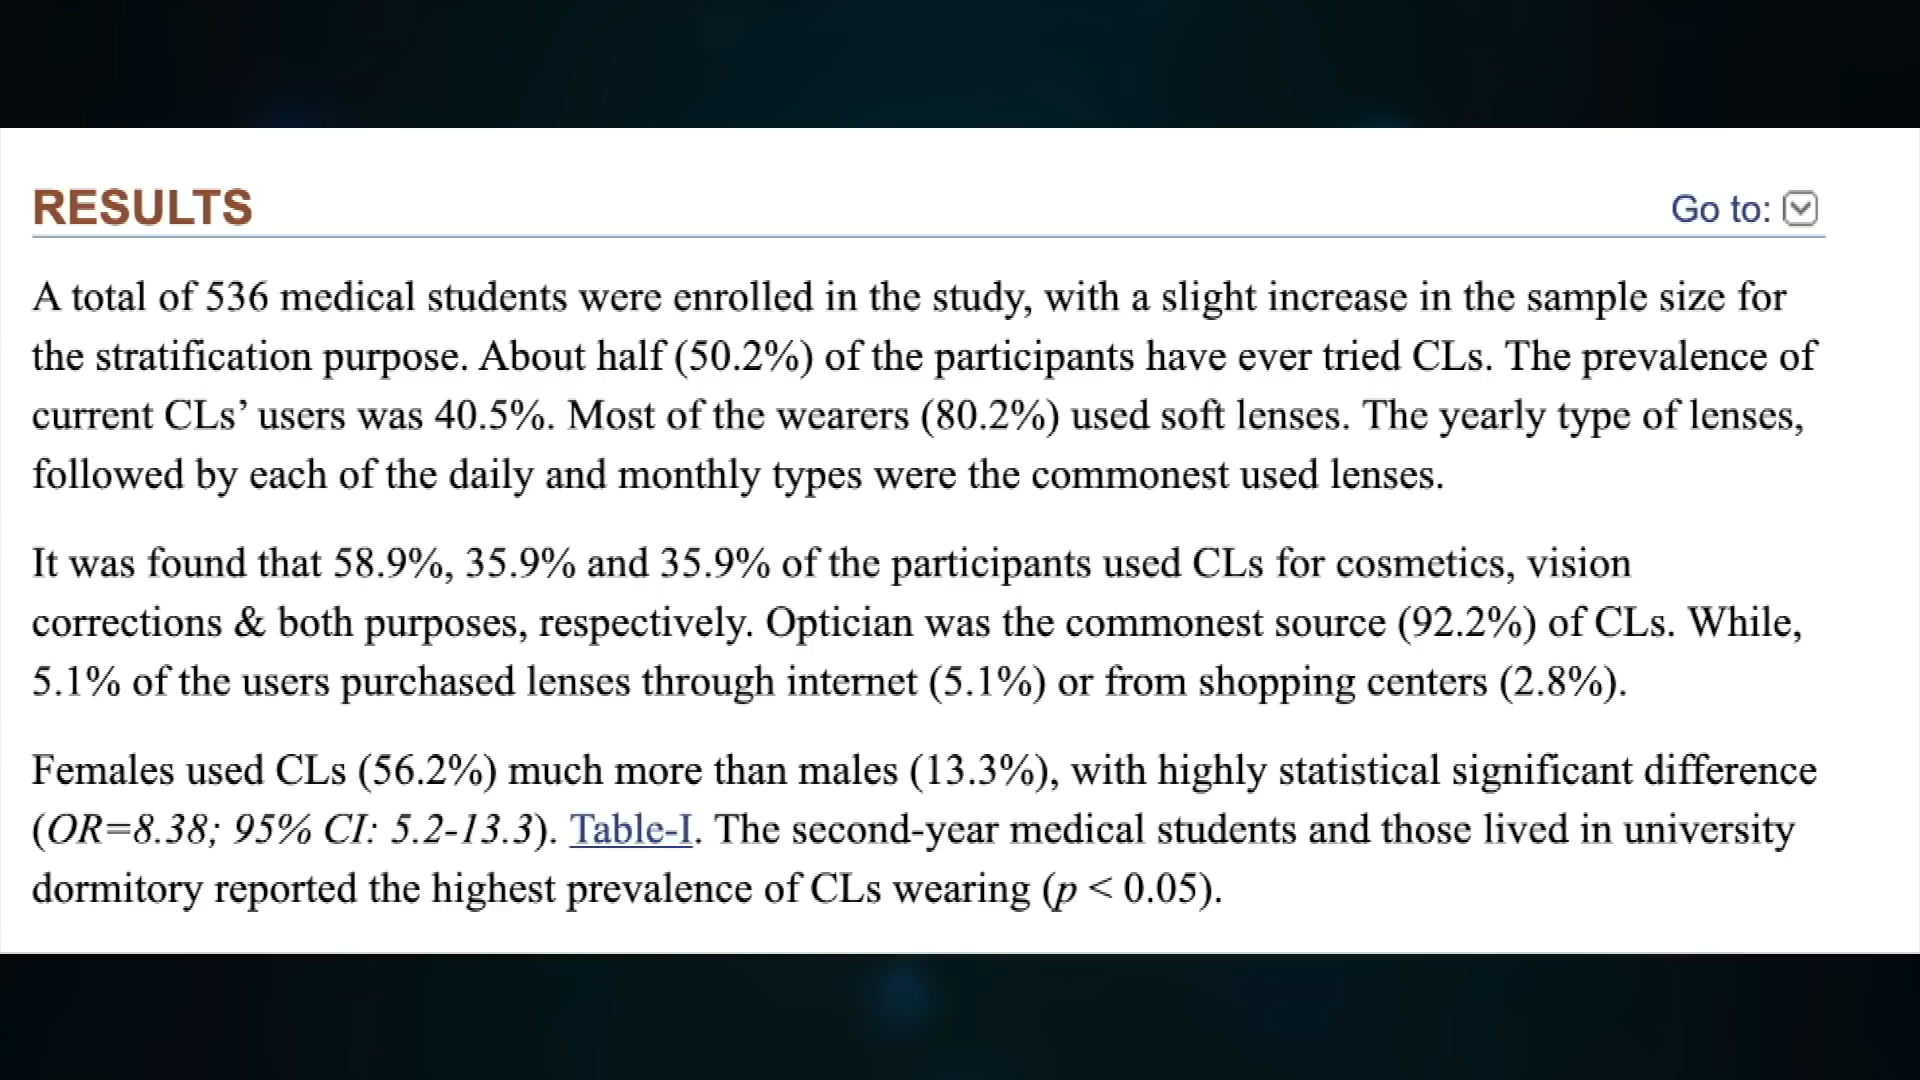 RESULTS
Go to:
A total of 536 medical students were enrolled in the study, with a slight increase in the sample size for
the stratification purpose. About half (50.2%) of the participants have ever tried CLs. The prevalence of
current CLs’ users was 40.5%. Most of the wearers (80.2%) used soft lenses. The yearly type of lenses,
followed by each of the daily and monthly types were the commonest used lenses.
It was found that 58.9%, 35.9% and 35.9% of the participants used CLs for cosmetics, vision
corrections & both purposes, respectively. Optician was the commonest source (92.2%) of CLs. While,
5.1% of the users purchased lenses through internet (5.1%) or from shopping centers (2.8%).
Females used CLs (56.2%) much more than males (13.3%), with highly statistical significant difference
(OR=8.38; 95% CI: 5.2-13.3). Table-I. The second-year medical students and those lived in university
dormitory reported the highest prevalence of CLs wearing (p < 0.05).